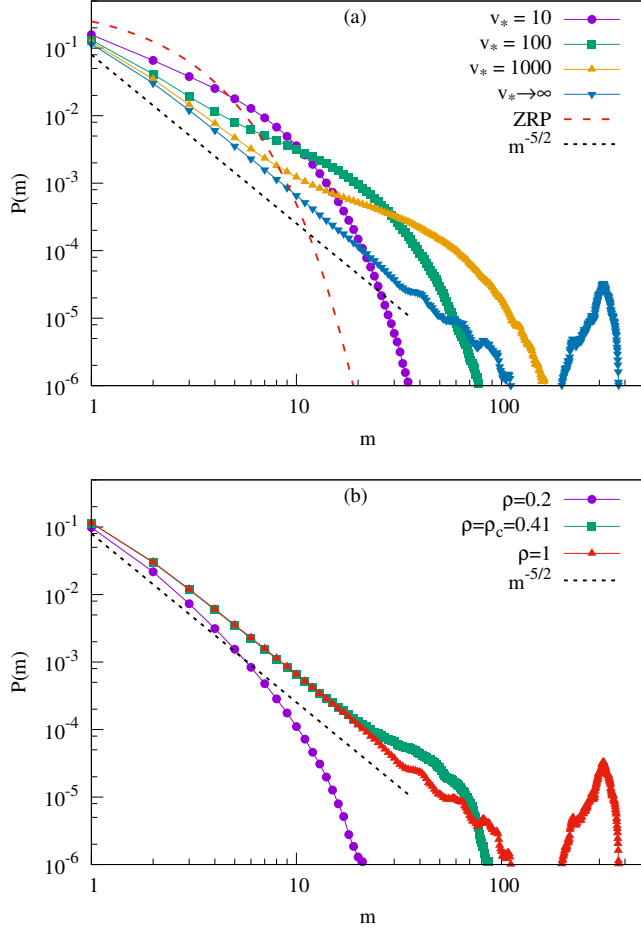 (a)
v* = 10
v* = 100
v* = 1000
v*→∞
ZRP
m^-5/2
P(m)
10^-1
10^-2
10^-3
10^-4
10^-5
10^-6
1 10 100
m
(b)
ρ=0.2
ρ=ρc=0.41
ρ=1
m^-5/2
P(m)
10^-1
10^-2
10^-3
10^-4
10^-5
10^-6
1 10 100
m